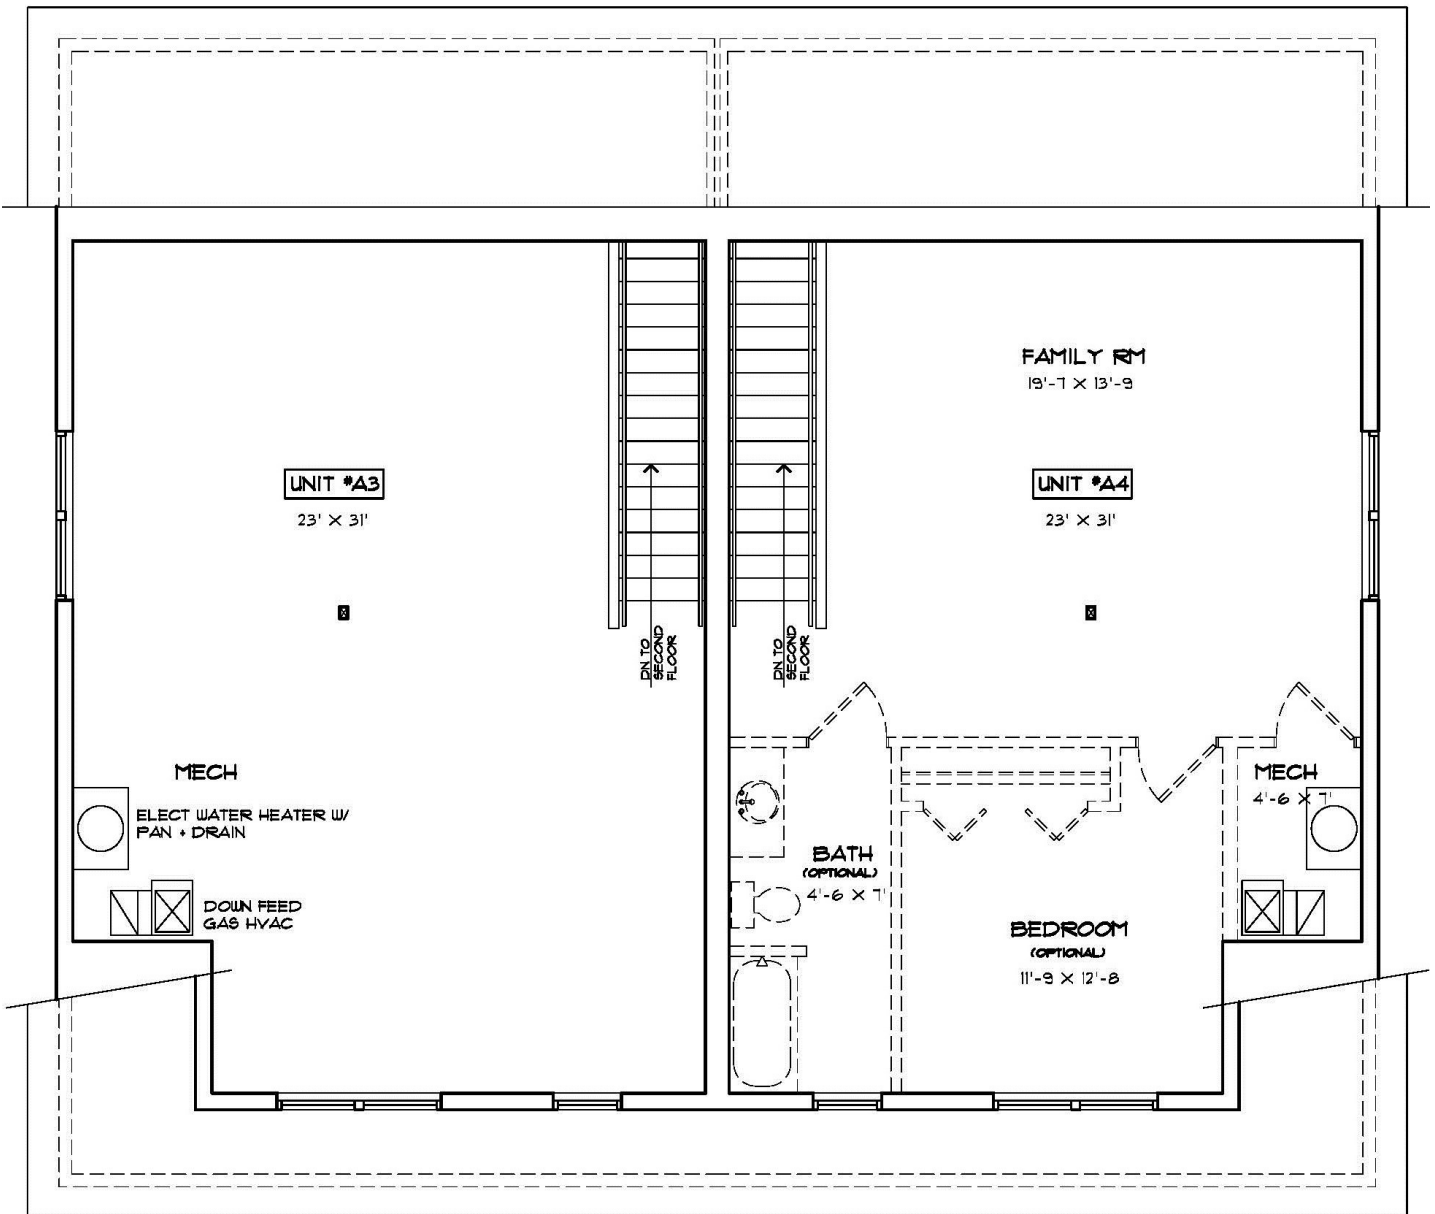 FAMILY RM
19'-7 X 13'-9
UNIT #A3
23' X 31'
UNIT #A4
23' X 31'
DN TO
SECOND
FLOOR
DN TO
SECOND
FLOOR
MECH
ELECT WATER HEATER W/
PAN + DRAIN
DOWN FEED
GAS HVAC
BATH
(OPTIONAL)
4'-6 X 7'
BEDROOM
(OPTIONAL)
11'-9 X 12'-8
MECH
4'-6 X 7'